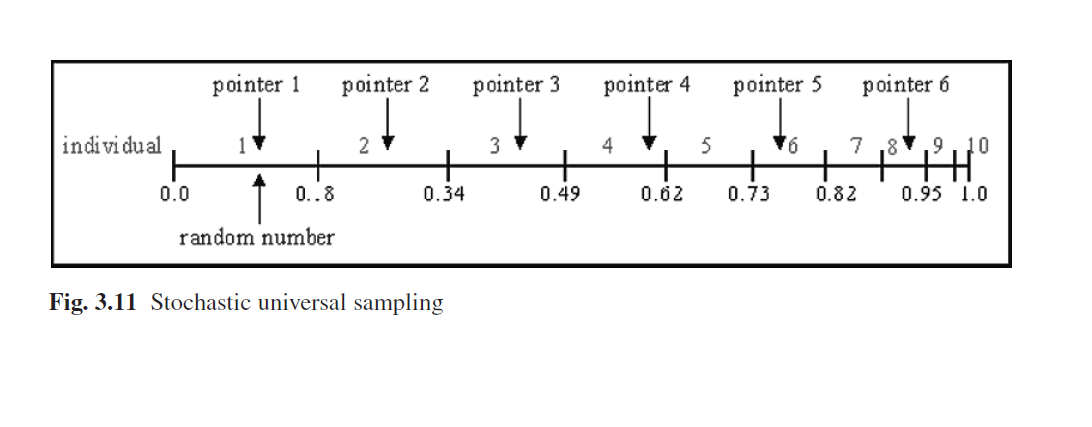 pointer 1 pointer 2 pointer 3 pointer 4 pointer 5 pointer 6
individual 1 2 3 4 5 6 7 8 9 10
0.0 0..8 0.34 0.49 0.62 0.73 0.82 0.95 1.0
random number
Fig. 3.11 Stochastic universal sampling